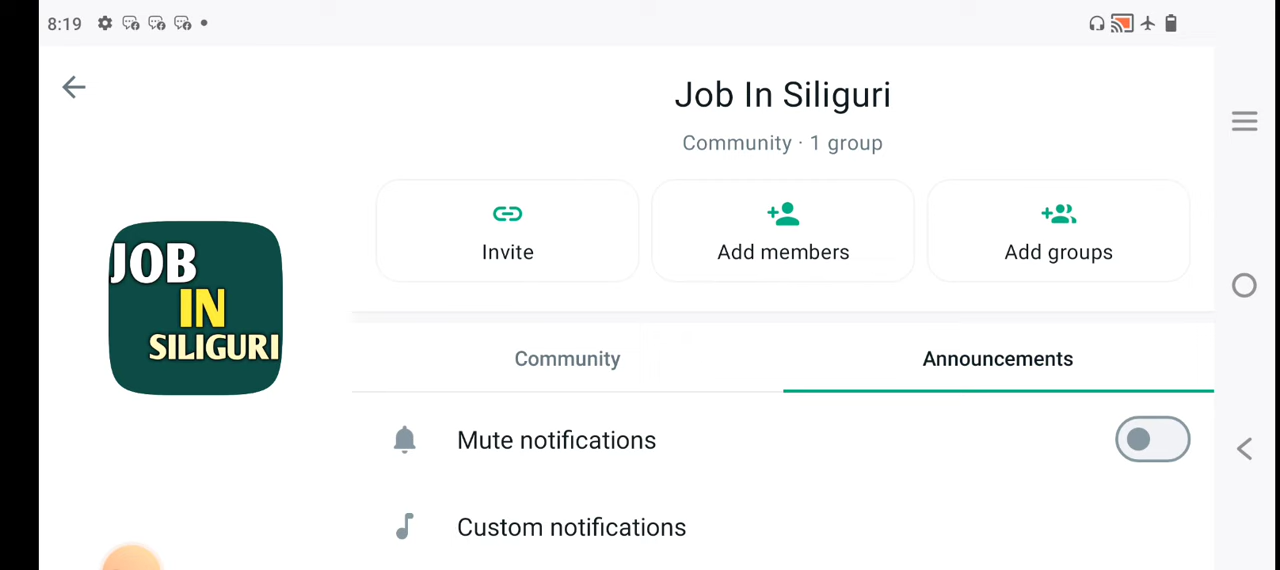 8:19
Job In Siliguri
Community · 1 group
Invite
Add members
Add groups
JOB
IN
SILIGURI
Community
Announcements
Mute notifications
Custom notifications